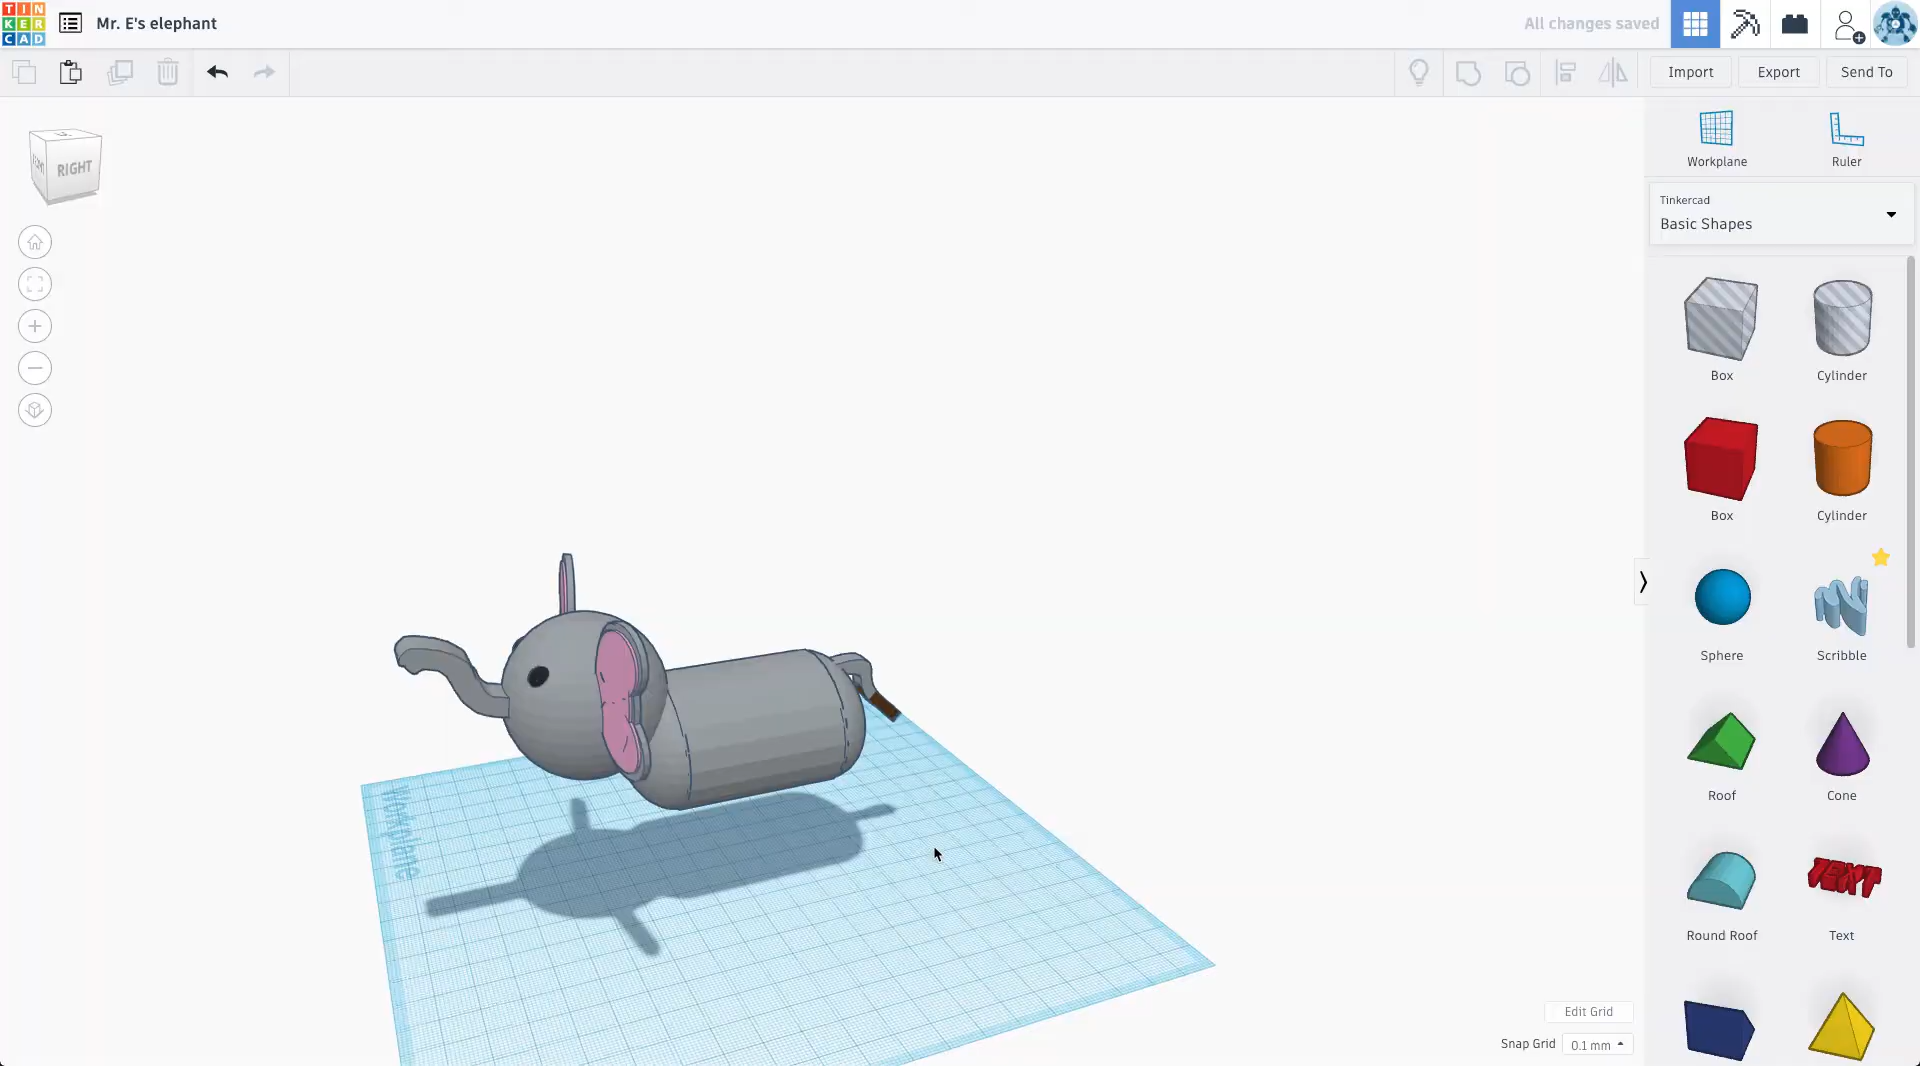 TIN
KER
CAD
Mr. E's elephant
All changes saved
Import
Export
Send To
RIGHT
Workplane
Ruler
Tinkercad
Basic Shapes
Box
Cylinder
Box
Cylinder
Sphere
Scribble
Roof
Cone
TEXT
Round Roof
Text
Workplane
Edit Grid
Snap Grid
0.1 mm